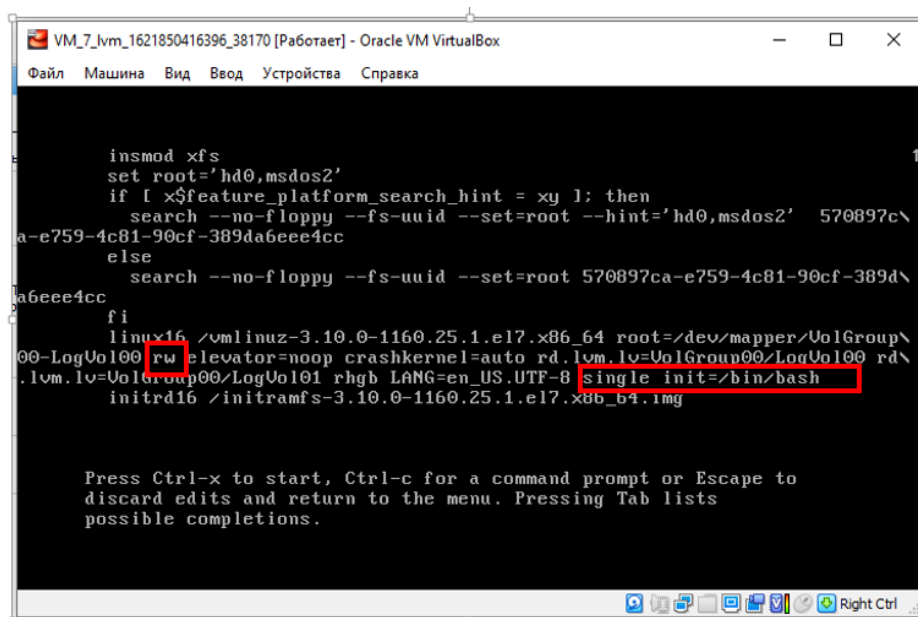 VM_7_lvm_1621850416396_38170 [Работает] - Oracle VM VirtualBox
Файл Машина Вид Ввод Устройства Справка
insmod xfs
set root='hd0,msdos2'
if [ x$feature_platform_search_hint = xy ]; then
search --no-floppy --fs-uuid --set=root --hint='hd0,msdos2' 570897c\
a-e759-4c81-90cf-389da6eee4cc
else
search --no-floppy --fs-uuid --set=root 570897ca-e759-4c81-90cf-389d\
a6eee4cc
fi
linux16 /vmlinuz-3.10.0-1160.25.1.el7.x86_64 root=/dev/mapper/VolGroup\
00-LogVol00 rw elevator=noop crashkernel=auto rd.lvm.lv=VolGroup00/LogVol00 rd\
.lvm.lv=VolGroup00/LogVol01 rhgb LANG=en_US.UTF-8 single init=/bin/bash
initrd16 /initramfs-3.10.0-1160.25.1.el7.x86_64.img
Press Ctrl-x to start, Ctrl-c for a command prompt or Escape to
discard edits and return to the menu. Pressing Tab lists
possible completions.
Right Ctrl